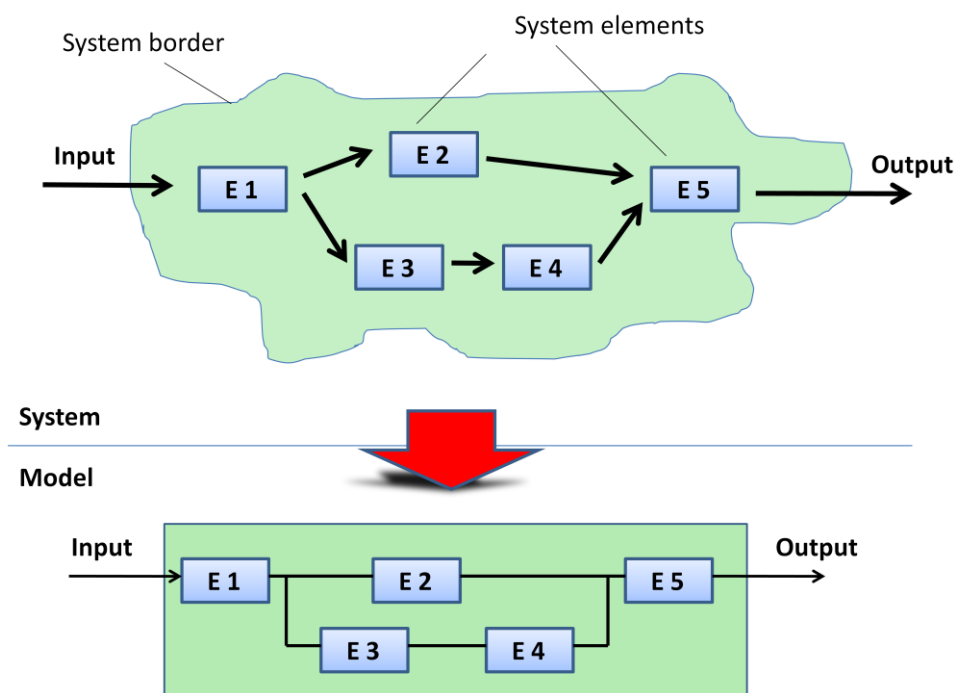 System border
System elements
Input
E 2
Output
E 1
E 5
E 3
E 4
System
Model
Input
Output
E 1
E 2
E 5
E 3
E 4